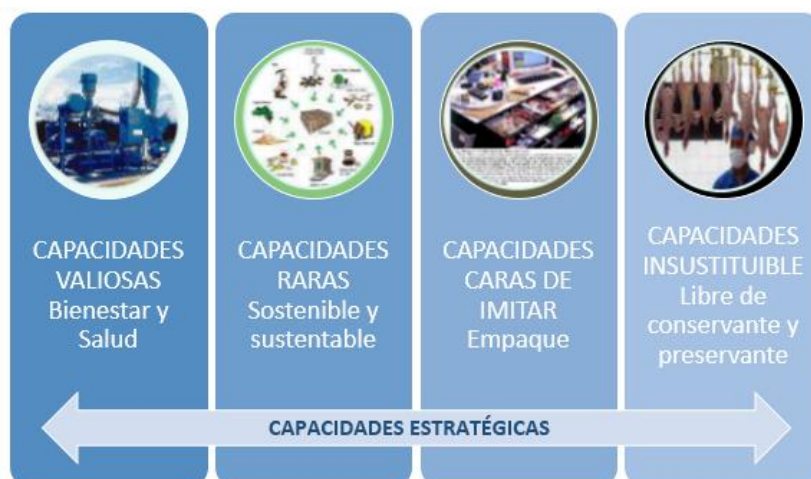 CAPACIDADES
VALIOSAS
Bienestar y
Salud
CAPACIDADES
RARAS
Sostenible y
sustentable
CAPACIDADES
CARAS DE
IMITAR
Empaque
CAPACIDADES
INSUSTITUIBLE
Libre de
conservante y
preservante
CAPACIDADES ESTRATÉGICAS